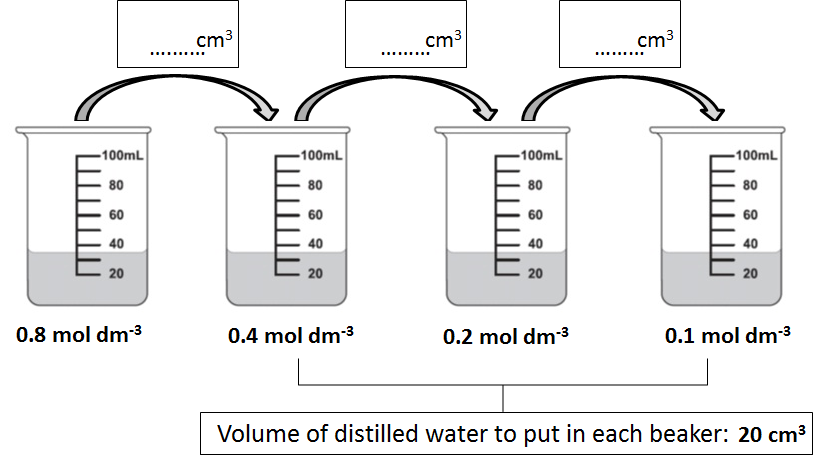 ..........cm³
.........cm³
.........cm³
100mL
80
60
40
20
100mL
80
60
40
20
100mL
80
60
40
20
100mL
80
60
40
20
0.8 mol dm⁻³
0.4 mol dm⁻³
0.2 mol dm⁻³
0.1 mol dm⁻³
Volume of distilled water to put in each beaker: 20 cm³